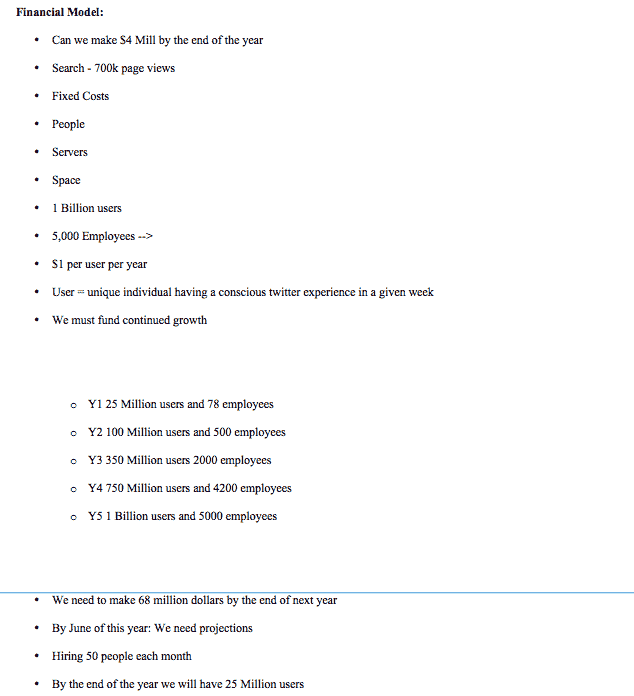 Financial Model:
• Can we make $4 Mill by the end of the year
• Search - 700k page views
• Fixed Costs
• People
• Servers
• Space
• 1 Billion users
• 5,000 Employees -->
• $1 per user per year
• User = unique individual having a conscious twitter experience in a given week
• We must fund continued growth
o Y1 25 Million users and 78 employees
o Y2 100 Million users and 500 employees
o Y3 350 Million users 2000 employees
o Y4 750 Million users and 4200 employees
o Y5 1 Billion users and 5000 employees
• We need to make 68 million dollars by the end of next year
• By June of this year: We need projections
• Hiring 50 people each month
• By the end of the year we will have 25 Million users